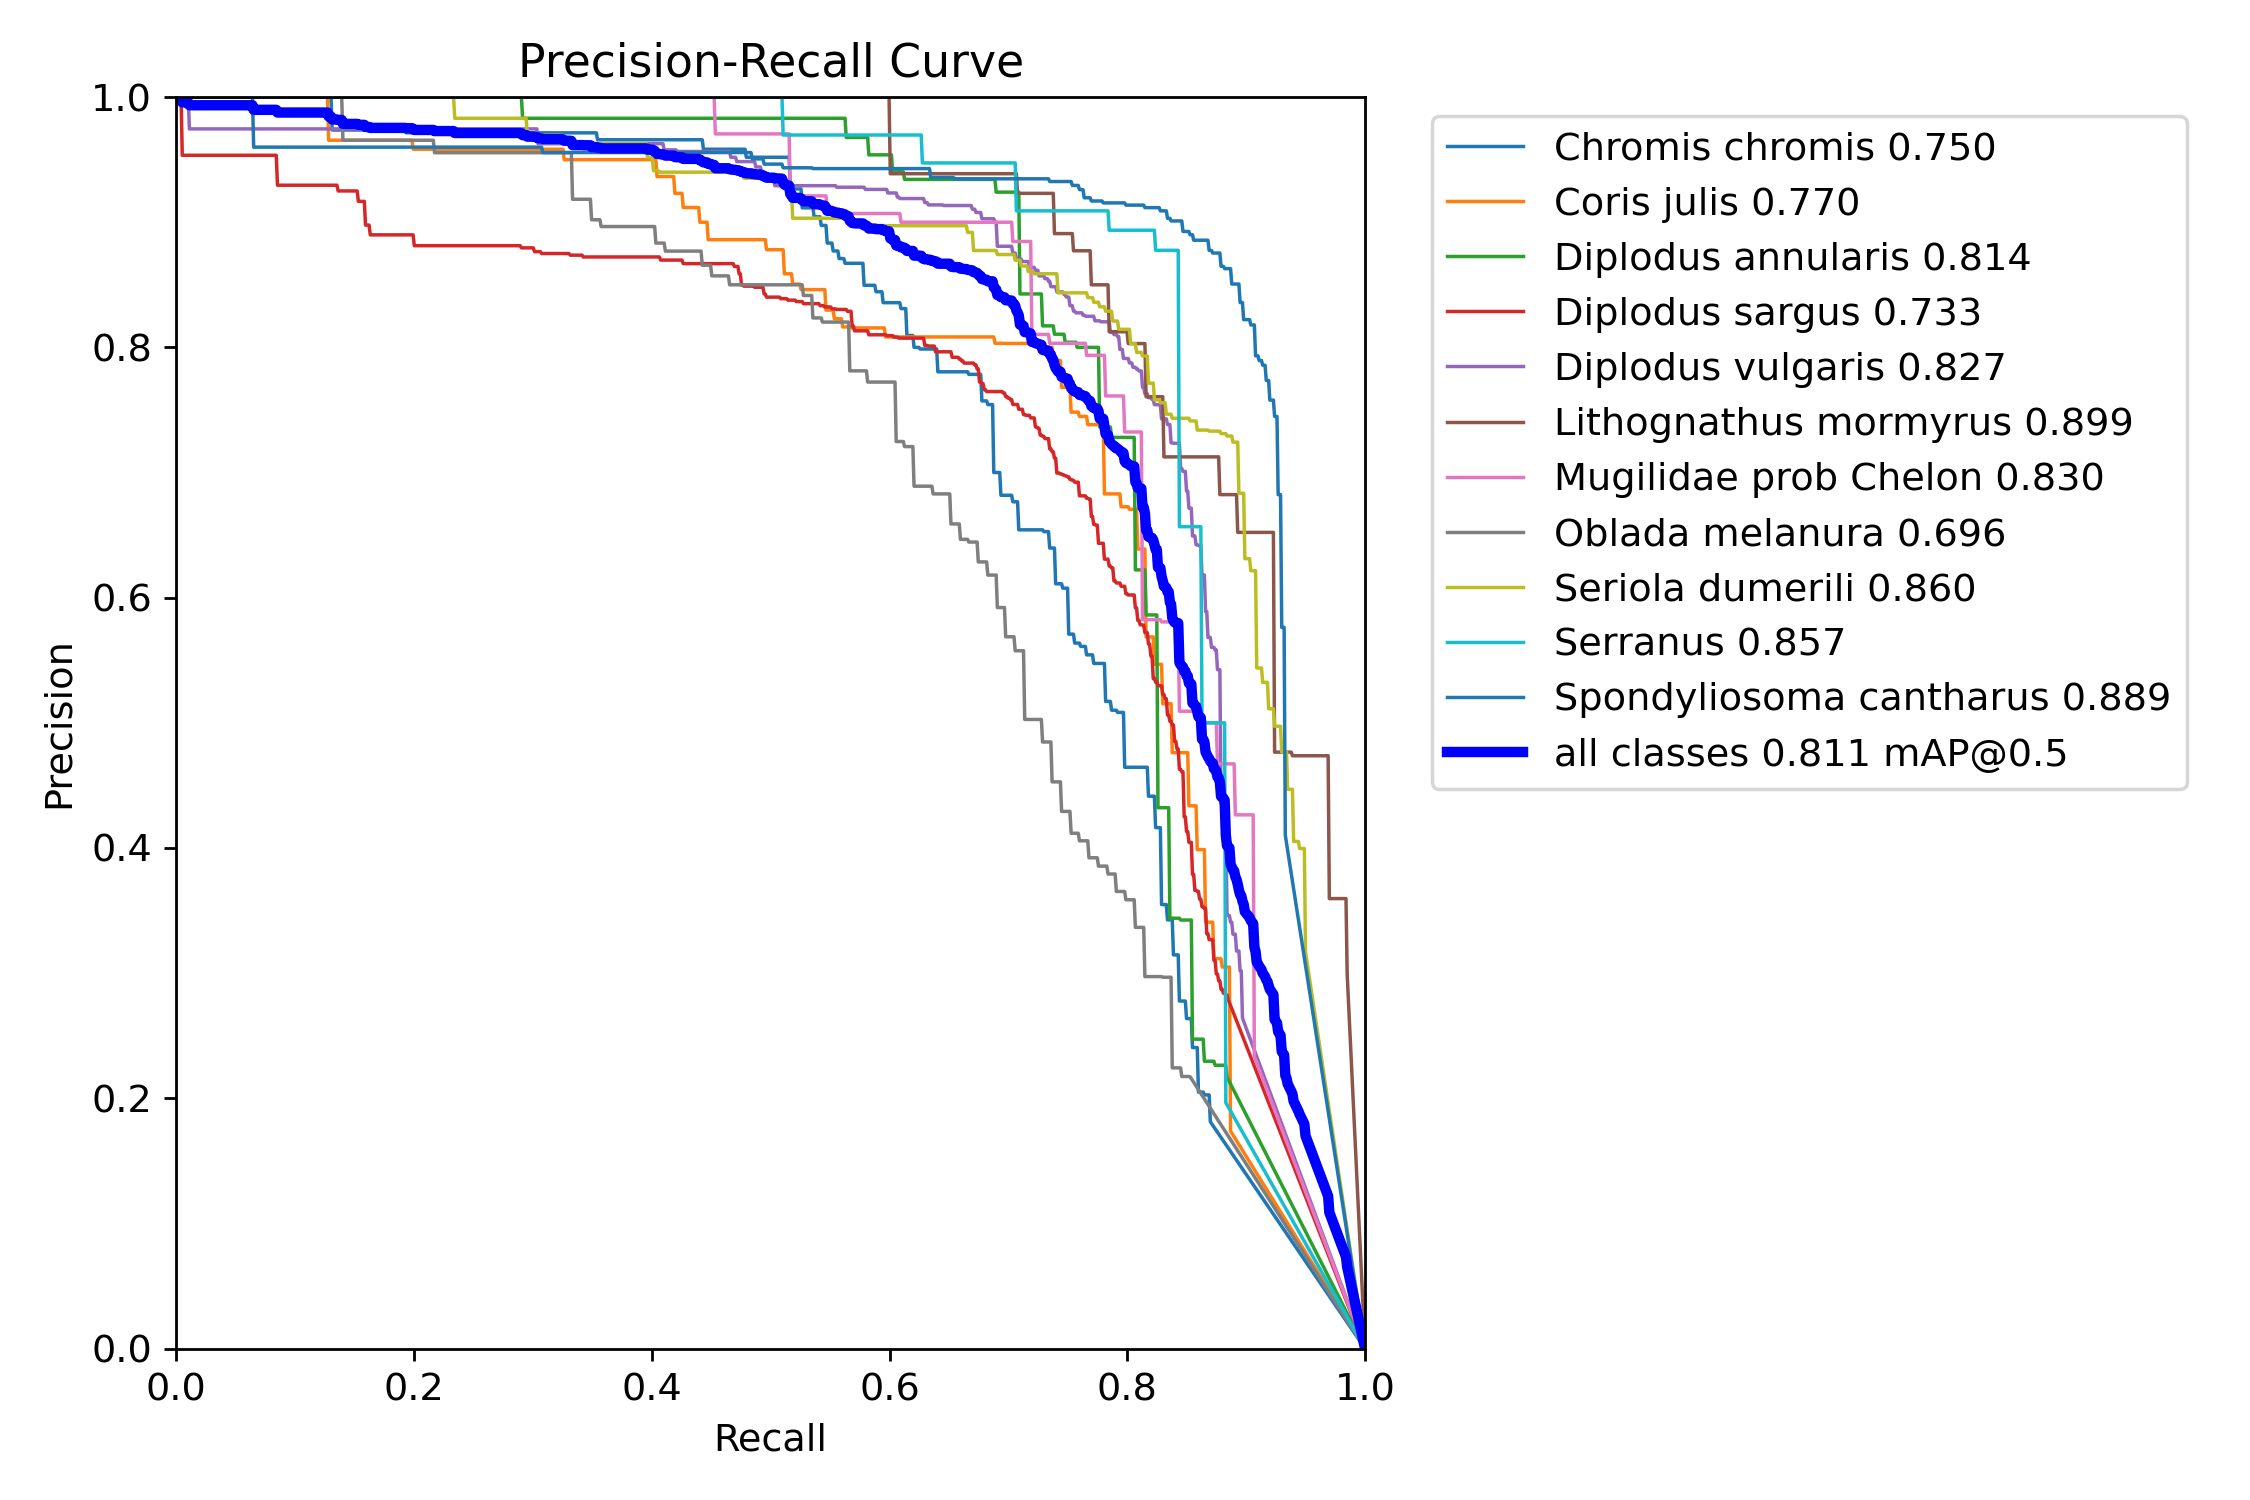 Precision-Recall Curve
1.0
0.8
0.6
0.4
0.2
0.0
Precision
0.0 0.2 0.4 0.6 0.8 1.0
Recall
Chromis chromis 0.750
Coris julis 0.770
Diplodus annularis 0.814
Diplodus sargus 0.733
Diplodus vulgaris 0.827
Lithognathus mormyrus 0.899
Mugilidae prob Chelon 0.830
Oblada melanura 0.696
Seriola dumerili 0.860
Serranus 0.857
Spondyliosoma cantharus 0.889
all classes 0.811 mAP@0.5